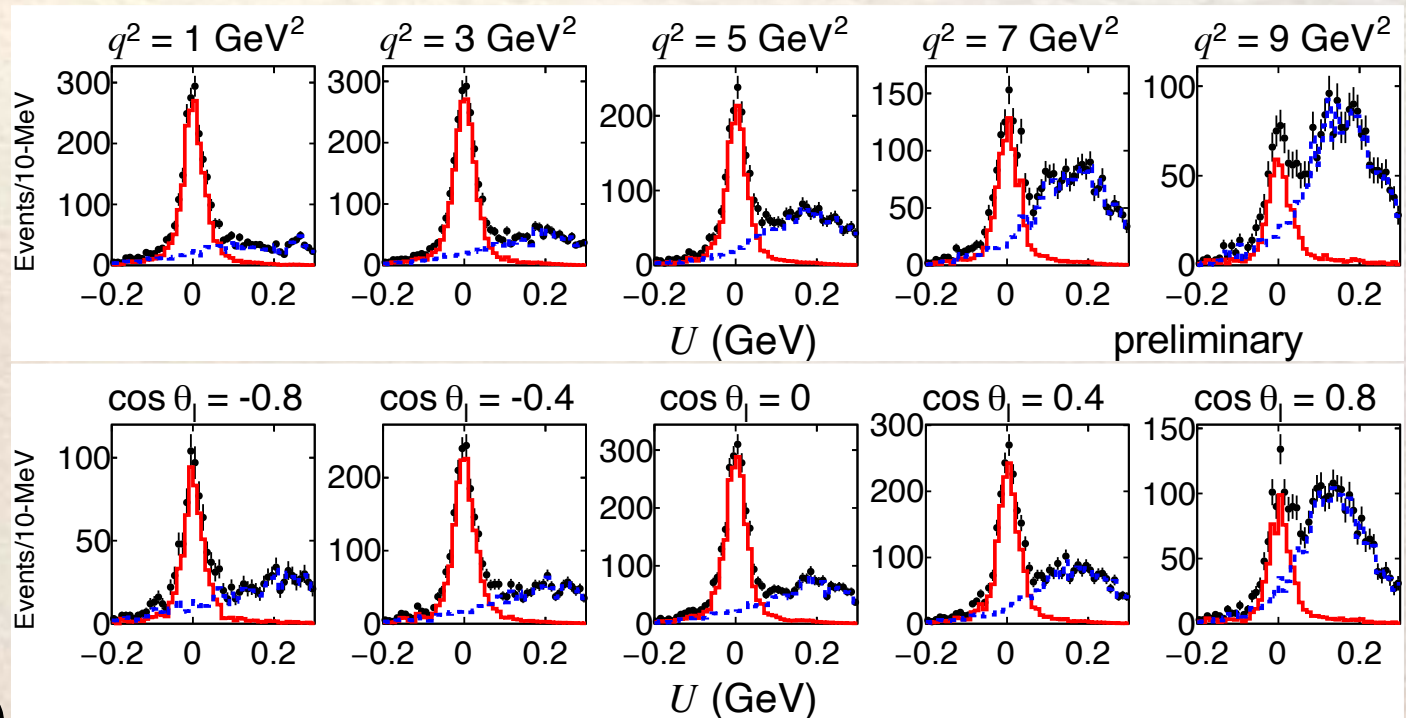 q² = 1 GeV² q² = 3 GeV² q² = 5 GeV² q² = 7 GeV² q² = 9 GeV²
Events/10-MeV
300 200 100 0
300 200 100 0
200 100 0
150 100 50 0
100 50 0
−0.2 0 0.2 −0.2 0 0.2 −0.2 0 0.2 −0.2 0 0.2 −0.2 0 0.2
U (GeV) preliminary
cos θl = -0.8 cos θl = -0.4 cos θl = 0 cos θl = 0.4 cos θl = 0.8
Events/10-MeV
100 50 0
200 100 0
300 200 100 0
300 200 100 0
150 100 50 0
−0.2 0 0.2 −0.2 0 0.2 −0.2 0 0.2 −0.2 0 0.2 −0.2 0 0.2
U (GeV)